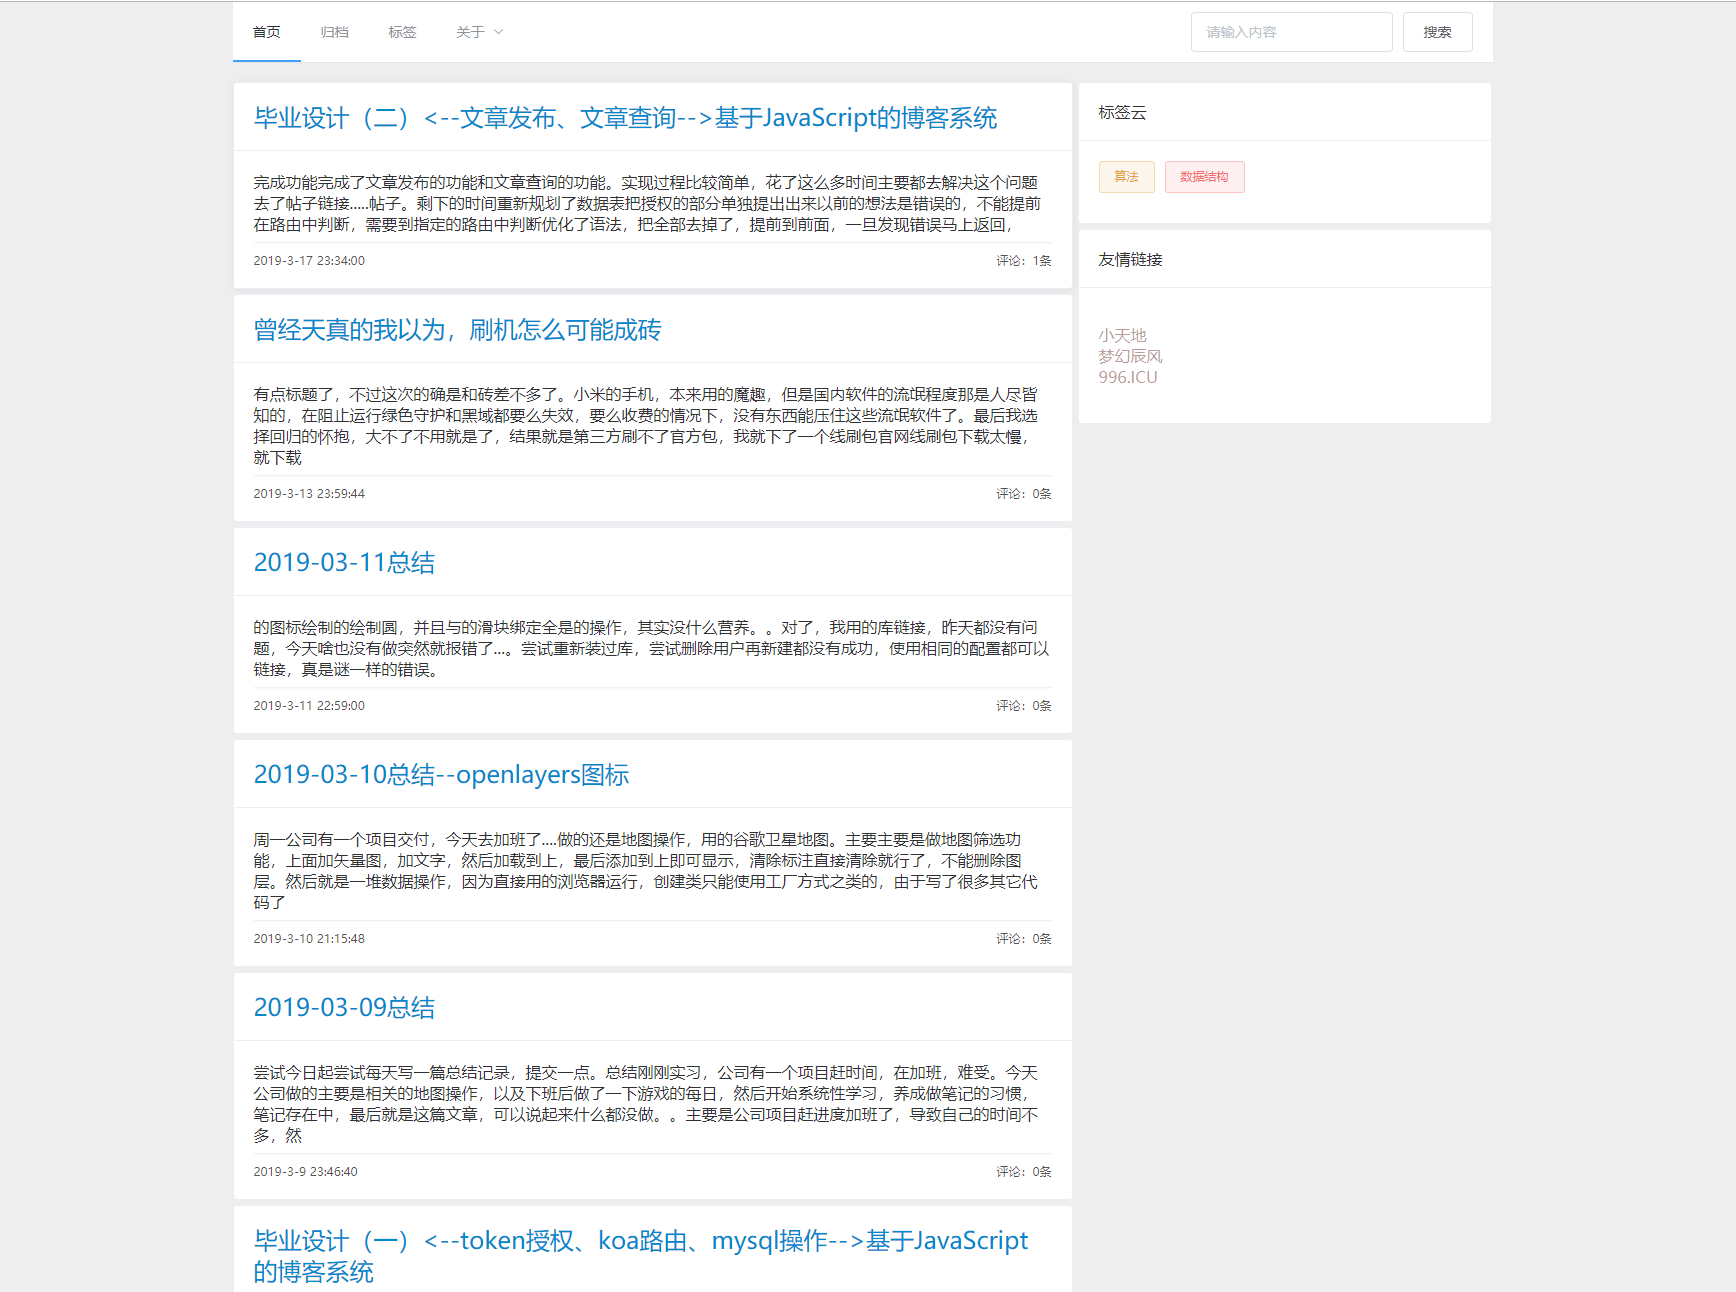 首页 归档 标签 关于 请输入内容 搜索
毕业设计（二）<--文章发布、文章查询-->基于JavaScript的博客系统
完成功能完成了文章发布的功能和文章查询的功能。实现过程比较简单，花了这么多时间主要都去解决这个问题
去了帖子链接.....帖子。剩下的时间重新规划了数据表把授权的部分单独提出出来以前的想法是错误的，不能提前
在路由中判断，需要到指定的路由中判断优化了语法，把全部去掉了，提前到前面，一旦发现错误马上返回，
2019-3-17 23:34:00 评论：1条
曾经天真的我以为，刷机怎么可能成砖
有点标题了，不过这次的确是和砖差不多了。小米的手机，本来用的魔趣，但是国内软件的流氓程度那是人尽皆
知的，在阻止运行绿色守护和黑域都要么失效，要么收费的情况下，没有东西能压住这些流氓软件了。最后我选
择回归的怀抱，大不了不用就是了，结果就是第三方刷不了官方包，我就下了一个线刷包官网线刷包下载太慢，
就下载
2019-3-13 23:59:44 评论：0条
2019-03-11总结
的图标绘制的绘制圆，并且与的滑块绑定全是的操作，其实没什么营养。。对了，我用的库链接，昨天都没有问
题，今天啥也没有做突然就报错了...。尝试重新装过库，尝试删除用户再新建都没有成功，使用相同的配置都可以
链接，真是谜一样的错误。
2019-3-11 22:59:00 评论：0条
2019-03-10总结--openlayers图标
周一公司有一个项目交付，今天去加班了....做的还是地图操作，用的谷歌卫星地图。主要主要是做地图筛选功
能，上面加矢量图，加文字，然后加载到上，最后添加到上即可显示，清除标注直接清除就行了，不能删除图
层。然后就是一堆数据操作，因为直接用的浏览器运行，创建类只能使用工厂方式之类的，由于写了很多其它代
码了
2019-3-10 21:15:48 评论：0条
2019-03-09总结
尝试今日起尝试每天写一篇总结记录，提交一点。总结刚刚实习，公司有一个项目赶时间，在加班，难受。今天
公司做的主要是相关的地图操作，以及下班后做了一下游戏的每日，然后开始系统性学习，养成做笔记的习惯，
笔记存在中，最后就是这篇文章，可以说起来什么都没做。。主要是公司项目赶进度加班了，导致自己的时间不
多，然
2019-3-9 23:46:40 评论：0条
毕业设计（一）<--token授权、koa路由、mysql操作-->基于JavaScript
的博客系统
标签云
算法 数据结构
友情链接
小天地
梦幻辰风
996.ICU